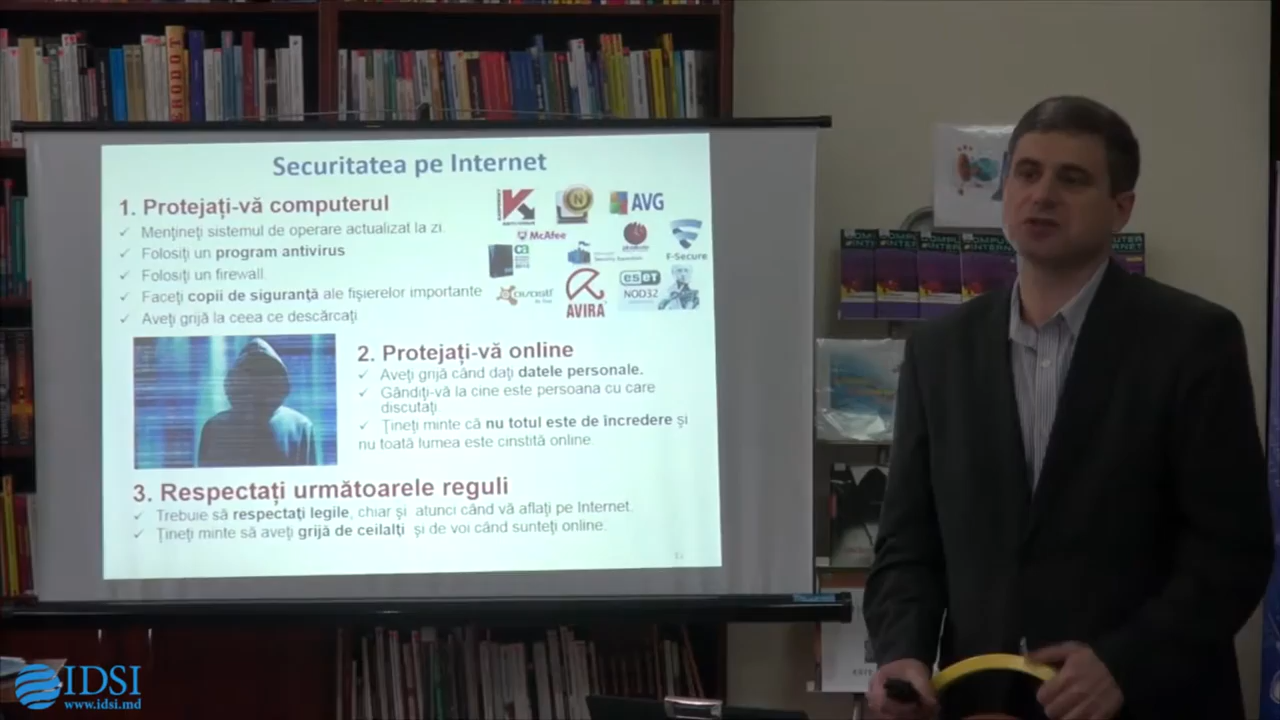 HERODOT
Securitatea pe Internet
1. Protejați-vă computerul
✓ Mențineți sistemul de operare actualizat la zi.
✓ Folosiți un program antivirus
✓ Folosiți un firewall
✓ Faceți copii de siguranță ale fișierelor importante
✓ Aveți grijă la ceea ce descărcați
N
AVG
McAfee
F-Secure
ca
avast!
AVIRA
eset
NOD32
2. Protejați-vă online
✓ Aveți grijă când dați datele personale.
✓ Gândiți-vă la cine este persoana cu care
discutați
✓ Țineți minte că nu totul este de încredere și
nu toată lumea este cinstită online.
3. Respectați următoarele reguli
✓ Trebuie să respectați legile, chiar și atunci când vă aflați pe Internet.
✓ Țineți minte să aveți grijă de ceilalți și de voi când sunteți online.
IDSI
www.idsi.md